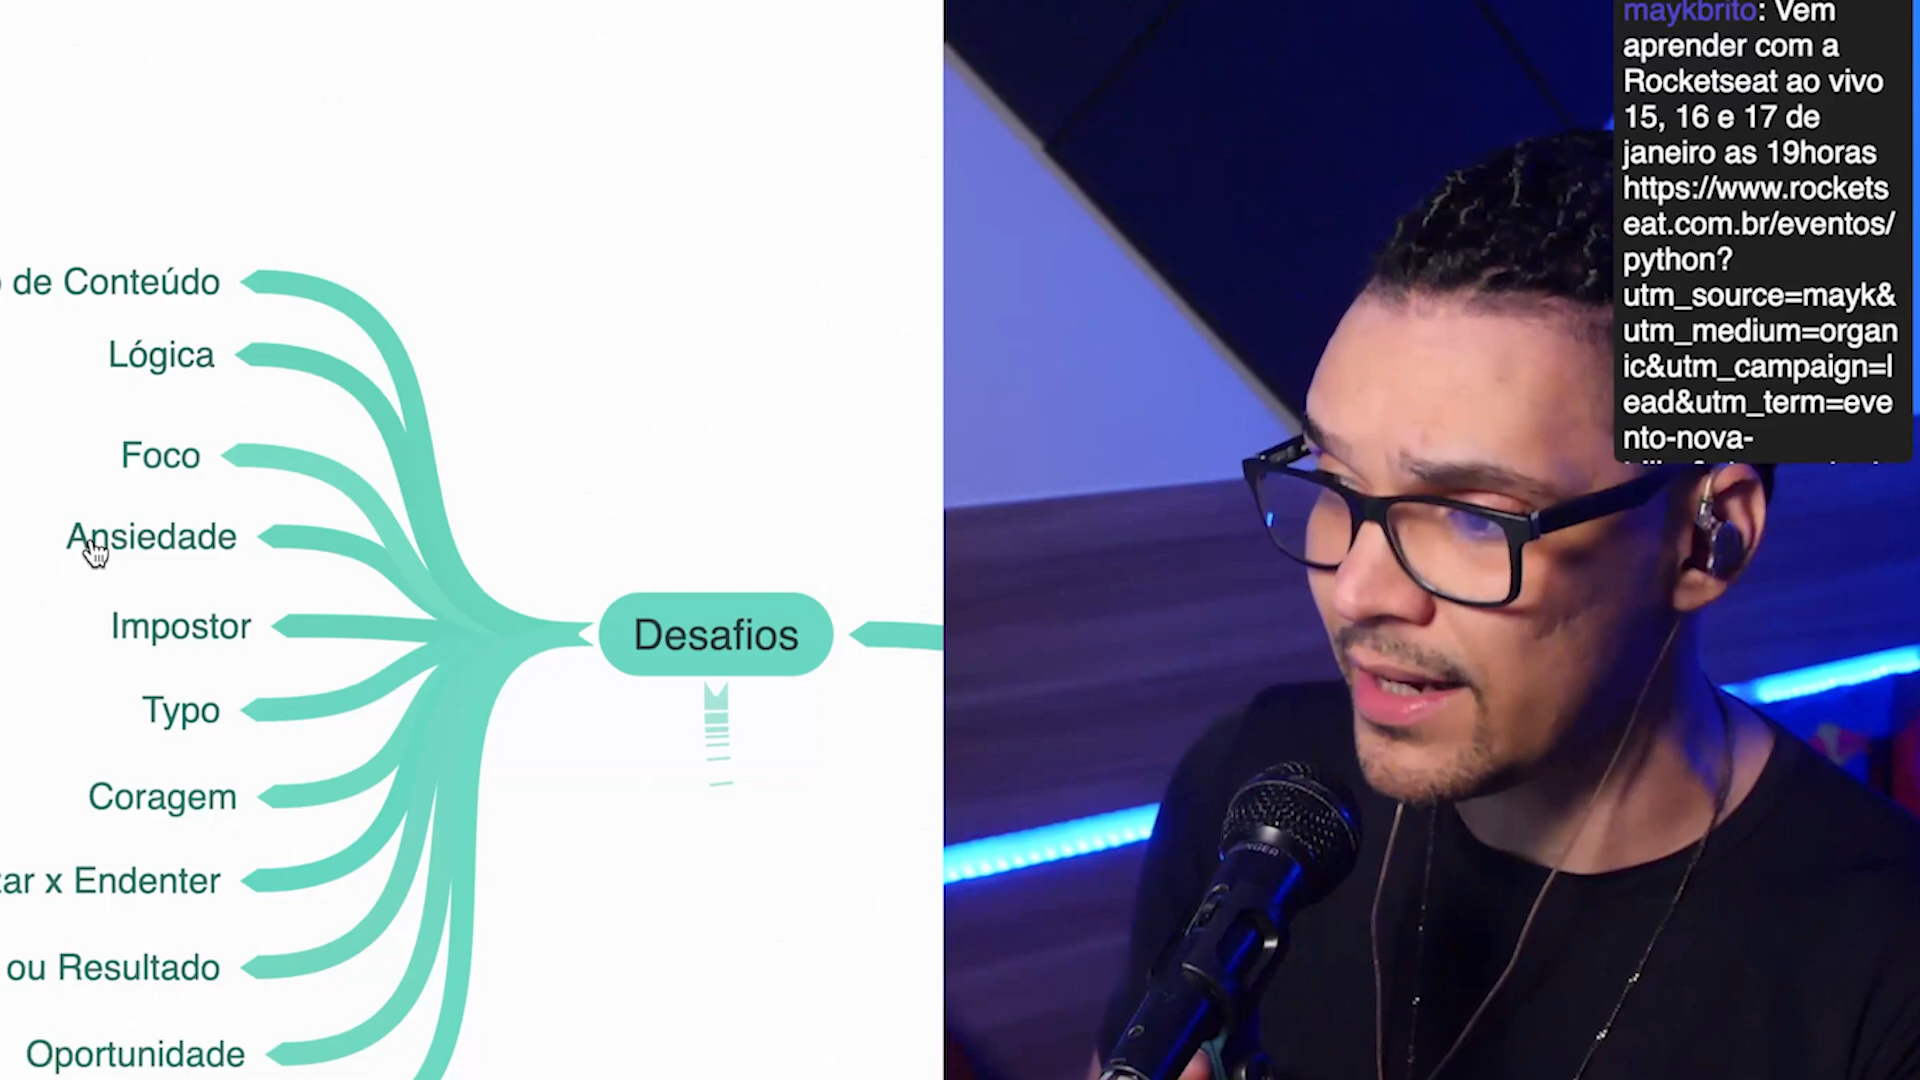 de Conteúdo
Lógica
Foco
Ansiedade
Impostor
Typo
Coragem
x Endenter
ou Resultado
Oportunidade
Desafios
maykbrito: Vem
aprender com a
Rocketseat ao vivo
15, 16 e 17 de
janeiro as 19horas
https://www.rockets
eat.com.br/eventos/
python?
utm_source=mayk&
utm_medium=organ
ic&utm_campaign=l
ead&utm_term=eve
nto-nova-